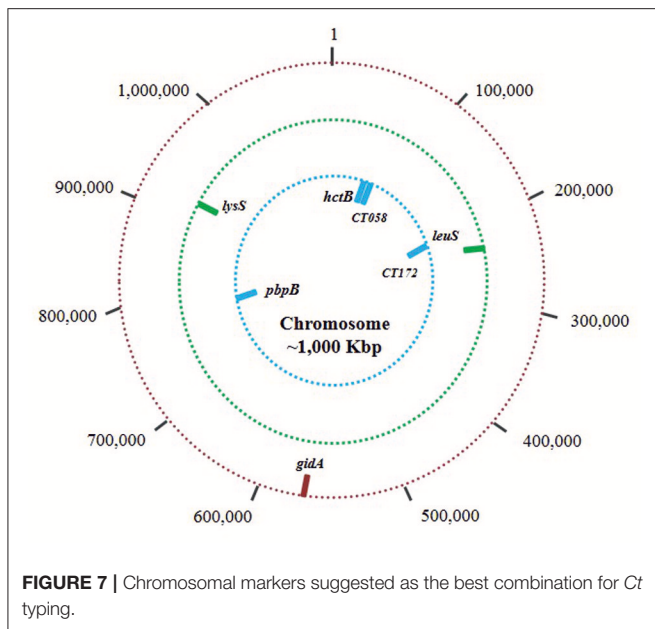 1
1,000,000
100,000
900,000
200,000
lysS
hctB
CT058
leuS
CT172
pbpB
800,000
300,000
Chromosome
~1,000 Kbp
700,000
400,000
gidA
600,000
500,000
FIGURE 7 | Chromosomal markers suggested as the best combination for Ct
typing.